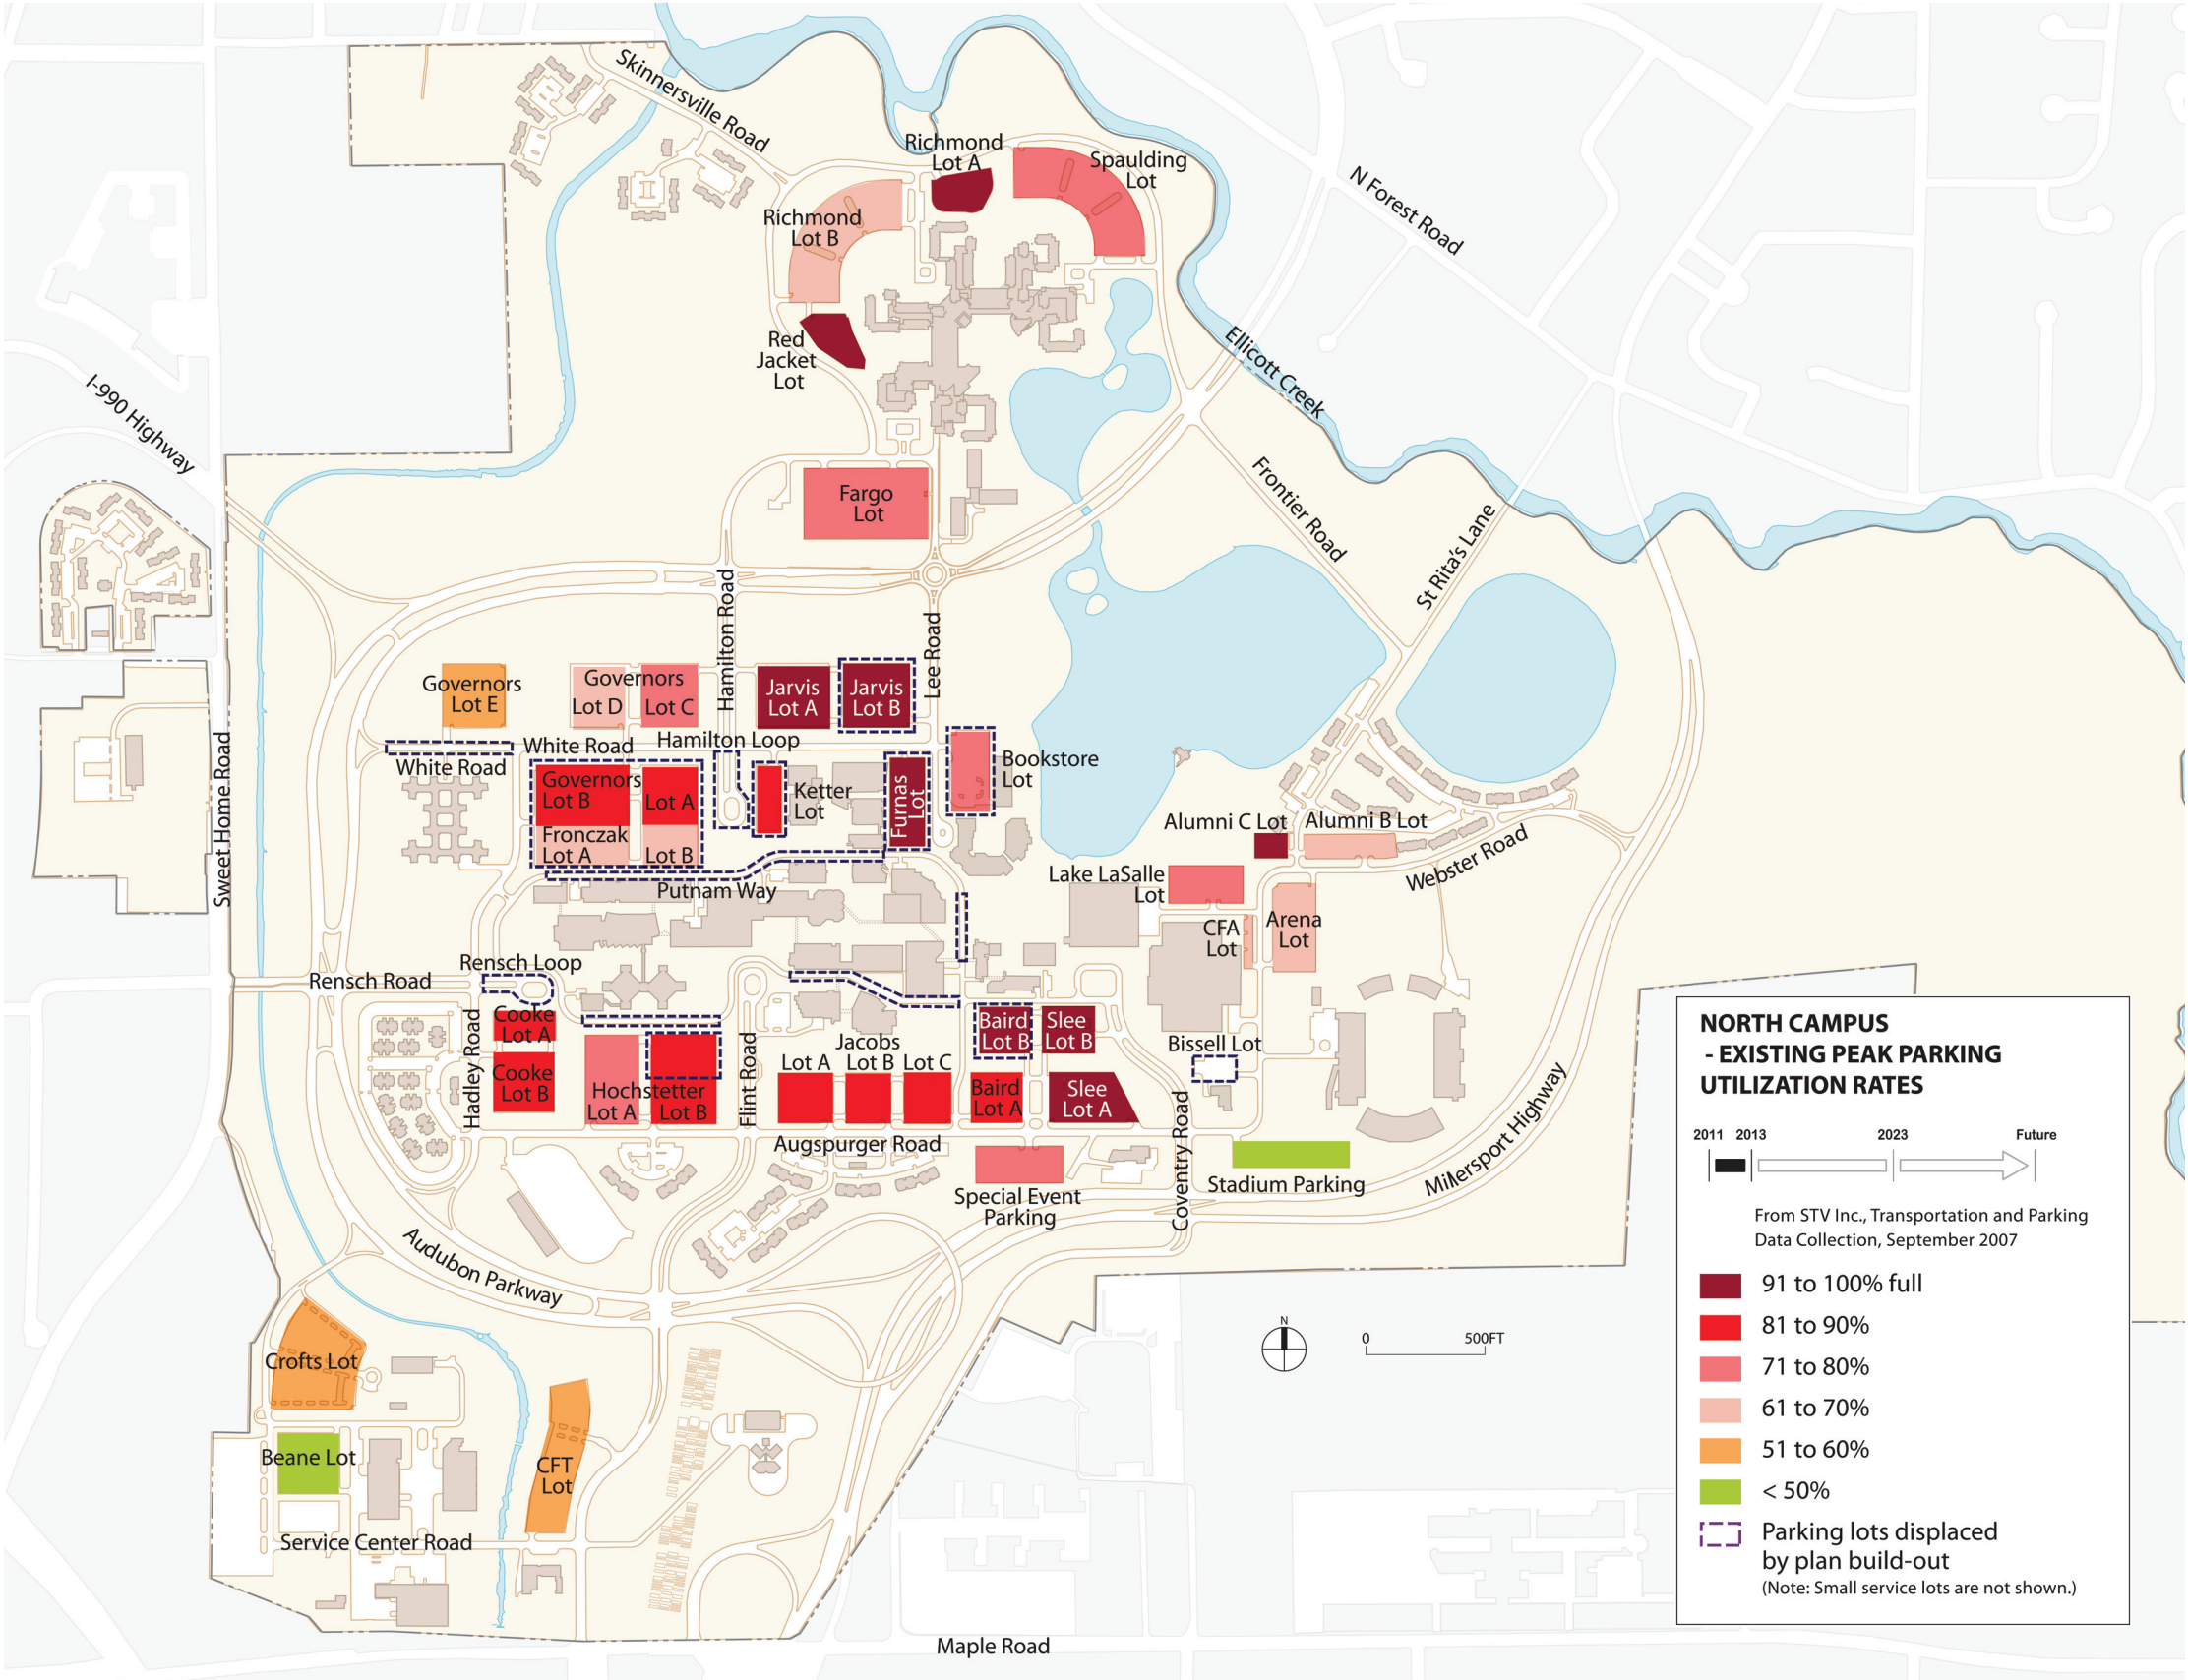 Skinnersville Road
Richmond
Lot A
Spaulding
Lot
N Forest Road
Richmond
Lot B
Red
Jacket
Lot
Ellicott Creek
I-990 Highway
Fargo
Lot
Frontier Road
St Rita's Lane
Hamilton Road
Lee Road
Governors
Lot E
Governors
Lot D
Lot C
Jarvis
Lot A
Jarvis
Lot B
White Road
Hamilton Loop
White Road
Bookstore
Lot
Sweet Home Road
Governors
Lot B
Lot A
Ketter
Lot
Furnas
Lot
Fronczak
Lot A
Lot B
Alumni C Lot
Alumni B Lot
Webster Road
Putnam Way
Lake LaSalle
Lot
CFA
Lot
Arena
Lot
Rensch Loop
Rensch Road
Cooke
Lot A
Baird
Lot B
Slee
Lot B
Hadley Road
Flint Road
Jacobs
Lot A
Lot B
Lot C
Bissell Lot
Cooke
Lot B
Hochstetter
Lot A
Lot B
Baird
Lot A
Slee
Lot A
Augspurger Road
Coventry Road
Millersport Highway
Special Event
Parking
Stadium Parking
Audubon Parkway
Crofts Lot
Beane Lot
CFT
Lot
Service Center Road
Maple Road
N
0
500FT
NORTH CAMPUS
- EXISTING PEAK PARKING
UTILIZATION RATES
2011
2013
2023
Future
From STV Inc., Transportation and Parking
Data Collection, September 2007
91 to 100% full
81 to 90%
71 to 80%
61 to 70%
51 to 60%
< 50%
Parking lots displaced
by plan build-out
(Note: Small service lots are not shown.)